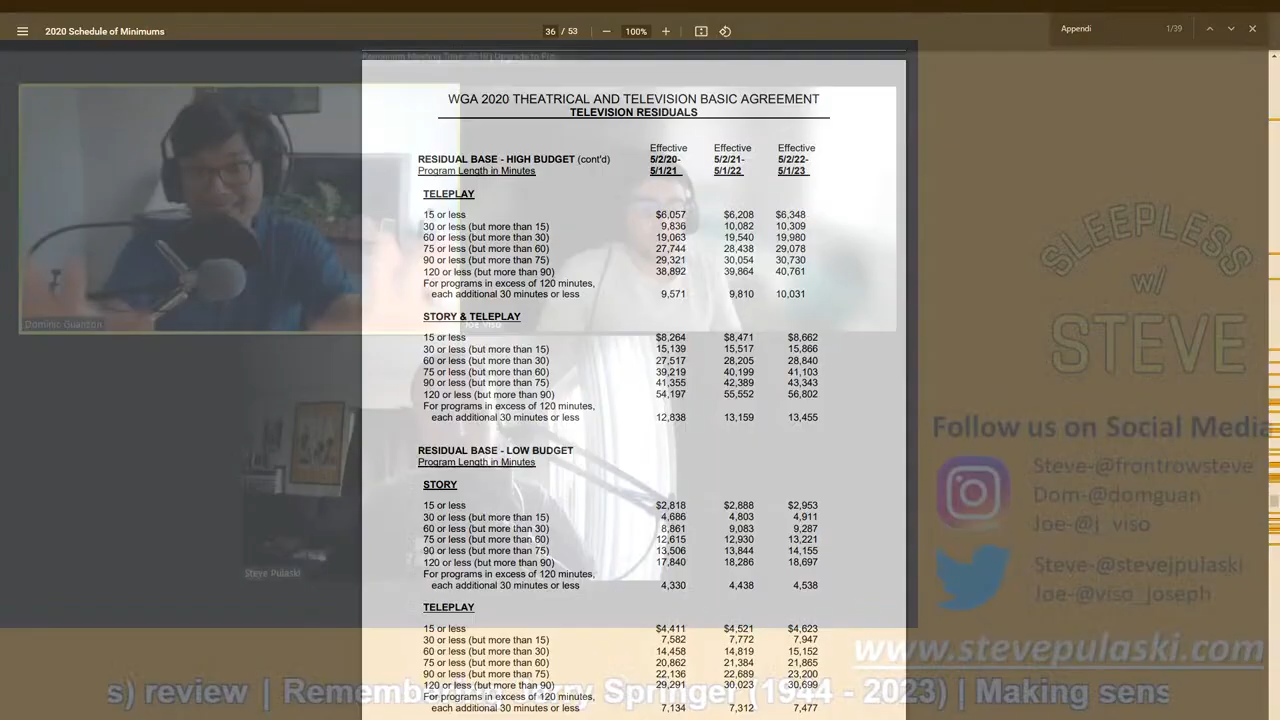 2020 Schedule of Minimums
36 / 53
100%
Appendi
1/39
WGA 2020 THEATRICAL AND TELEVISION BASIC AGREEMENT
TELEVISION RESIDUALS
Effective Effective Effective
RESIDUAL BASE - HIGH BUDGET (cont'd) 5/2/20- 5/2/21- 5/2/22-
Program Length in Minutes 5/1/21 5/1/22 5/1/23
TELEPLAY
15 or less $6,057 $6,208 $6,348
30 or less (but more than 15) 9,836 10,082 10,309
60 or less (but more than 30) 19,063 19,540 19,980
75 or less (but more than 60) 27,744 28,438 29,078
90 or less (but more than 75) 29,321 30,054 30,730
120 or less (but more than 90) 38,892 39,864 40,761
For programs in excess of 120 minutes,
each additional 30 minutes or less 9,571 9,810 10,031
Dominic Guanzon
Joe Viso
STORY & TELEPLAY
15 or less $8,264 $8,471 $8,662
30 or less (but more than 15) 15,139 15,517 15,866
60 or less (but more than 30) 27,517 28,205 28,840
75 or less (but more than 60) 39,219 40,199 41,103
90 or less (but more than 75) 41,355 42,389 43,343
120 or less (but more than 90) 54,197 55,552 56,802
For programs in excess of 120 minutes,
each additional 30 minutes or less 12,838 13,159 13,455
RESIDUAL BASE - LOW BUDGET
Program Length in Minutes
STORY
15 or less $2,818 $2,888 $2,953
30 or less (but more than 15) 4,686 4,803 4,911
60 or less (but more than 30) 8,861 9,083 9,287
75 or less (but more than 60) 12,615 12,930 13,221
90 or less (but more than 75) 13,506 13,844 14,155
120 or less (but more than 90) 17,840 18,286 18,697
For programs in excess of 120 minutes,
each additional 30 minutes or less 4,330 4,438 4,538
Steve Pulaski
TELEPLAY
15 or less $4,411 $4,521 $4,623
30 or less (but more than 15) 7,582 7,772 7,947
60 or less (but more than 30) 14,458 14,819 15,152
75 or less (but more than 60) 20,862 21,384 21,865
90 or less (but more than 75) 22,136 22,689 23,200
120 or less (but more than 90) 29,291 30,023 30,699
For programs in excess of 120 minutes,
each additional 30 minutes or less 7,134 7,312 7,477
SLEEPLESS
w/
STEVE
Follow us on Social Media
Steve-@frontrowsteve
Dom-@domguan
Joe-@j_viso
Steve-@stevejpulaski
Joe-@viso_joseph
www.stevepulaski.com
s) review | Remembering Jerry Springer (1944 - 2023) | Making sens